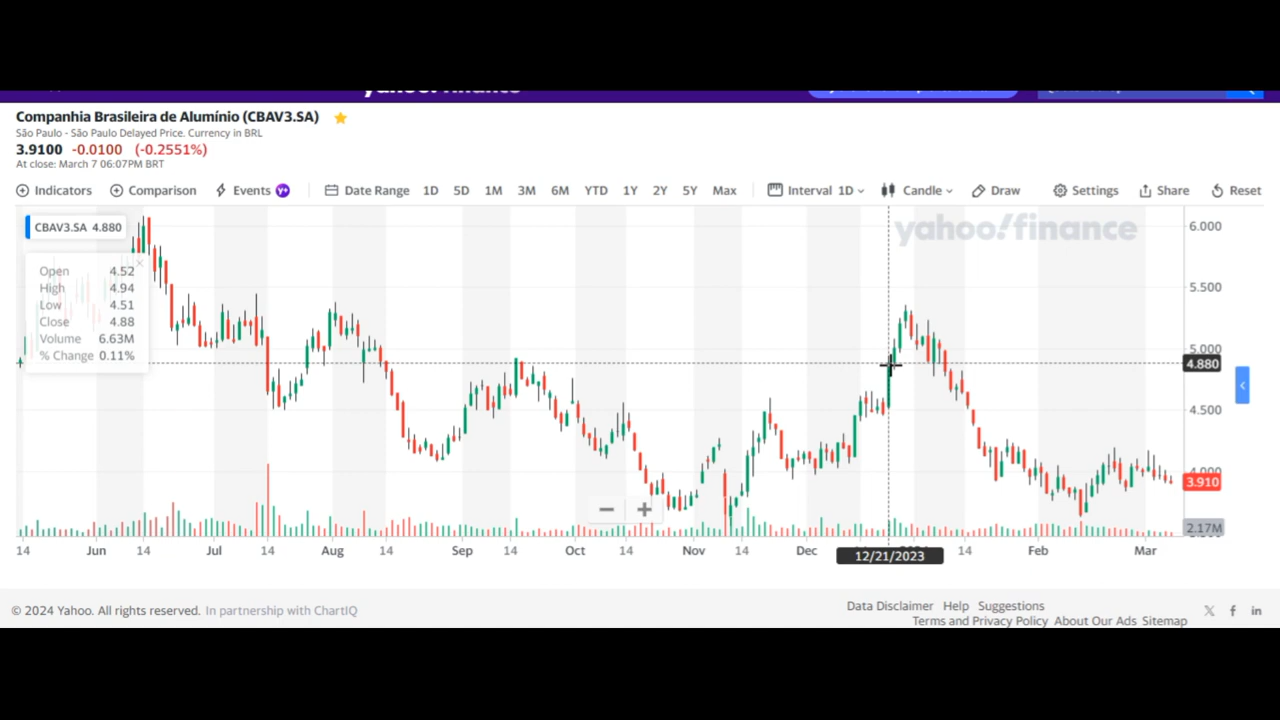 Companhia Brasileira de Alumínio (CBAV3.SA)
São Paulo - São Paulo Delayed Price. Currency in BRL
3.9100 -0.0100 (-0.2551%)
At close: March 7 06:07PM BRT
Indicators Comparison Events Y+ Date Range 1D 5D 1M 3M 6M YTD 1Y 2Y 5Y Max Interval 1D Candle Draw Settings Share Reset
CBAV3.SA 4.880
yahoo!finance
6.000
Open 4.52
High 4.94
Low 4.51
Close 4.88
Volume 6.63M
% Change 0.11%
5.500
5.000
4.880
4.500
4.000
3.910
2.17M
14 Jun 14 Jul 14 Aug 14 Sep 14 Oct 14 Nov 14 Dec 12/21/2023 14 Feb Mar
© 2024 Yahoo. All rights reserved. In partnership with ChartIQ
Data Disclaimer Help Suggestions
Terms and Privacy Policy About Our Ads Sitemap